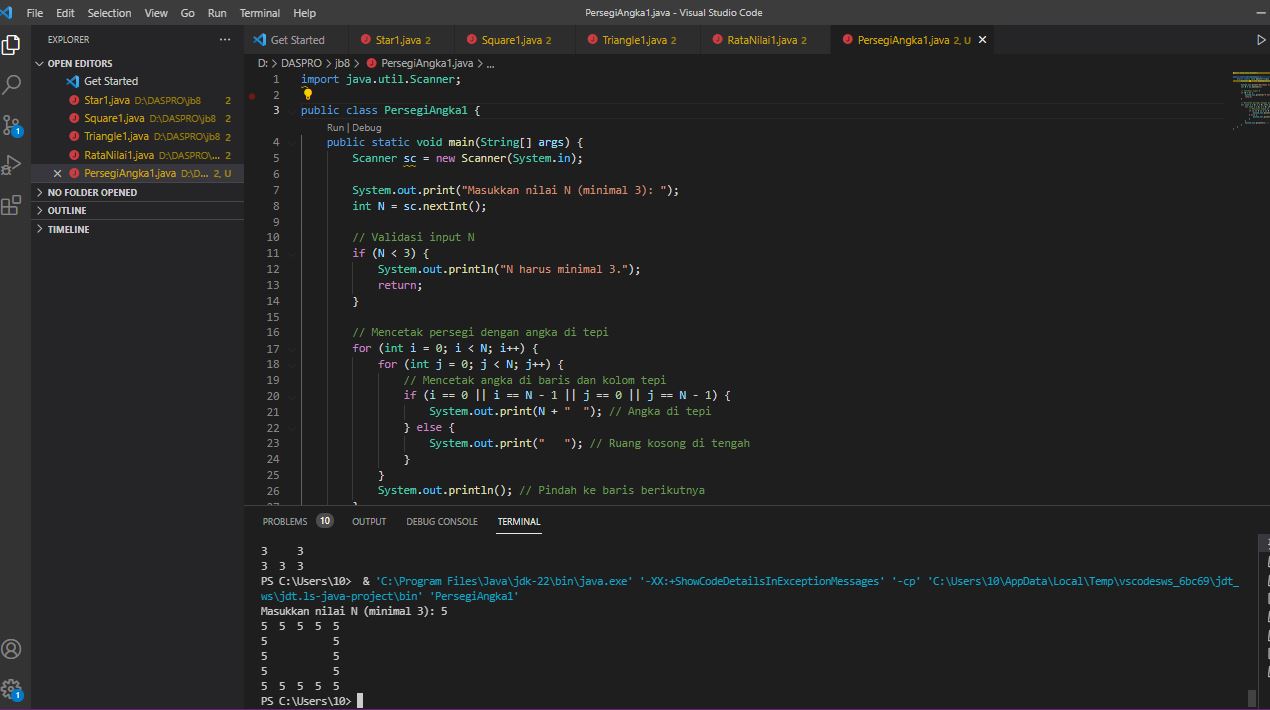 File Edit Selection View Go Run Terminal Help PersegiAngka1.java - Visual Studio Code
EXPLORER ...
Get Started Star1.java 2 Square1.java 2 Triangle1.java 2 RataNilai1.java 2 PersegiAngka1.java 2, U
OPEN EDITORS
Get Started
Star1.java D:\DASPRO\jb8 2
Square1.java D:\DASPRO\jb8 2
Triangle1.java D:\DASPRO\jb8 2
RataNilai1.java D:\DASPRO\... 2
PersegiAngka1.java D:\D... 2, U
NO FOLDER OPENED
OUTLINE
TIMELINE
1
1
D: > DASPRO > jb8 > PersegiAngka1.java > ...
1 import java.util.Scanner;
2
3 public class PersegiAngka1 {
Run | Debug
4 public static void main(String[] args) {
5 Scanner sc = new Scanner(System.in);
6
7 System.out.print("Masukkan nilai N (minimal 3): ");
8 int N = sc.nextInt();
9
10 // Validasi input N
11 if (N < 3) {
12 System.out.println("N harus minimal 3.");
13 return;
14 }
15
16 // Mencetak persegi dengan angka di tepi
17 for (int i = 0; i < N; i++) {
18 for (int j = 0; j < N; j++) {
19 // Mencetak angka di baris dan kolom tepi
20 if (i == 0 || i == N - 1 || j == 0 || j == N - 1) {
21 System.out.print(N + "  "); // Angka di tepi
22 } else {
23 System.out.print("   "); // Ruang kosong di tengah
24 }
25 }
26 System.out.println(); // Pindah ke baris berikutnya
27 }
PROBLEMS 10 OUTPUT DEBUG CONSOLE TERMINAL
3     3
3  3  3
PS C:\Users\10>  & 'C:\Program Files\Java\jdk-22\bin\java.exe' '-XX:+ShowCodeDetailsInExceptionMessages' '-cp' 'C:\Users\10\AppData\Local\Temp\vscodesws_6bc69\jdt_
ws\jdt.ls-java-project\bin' 'PersegiAngka1'
Masukkan nilai N (minimal 3): 5
5  5  5  5  5
5           5
5           5
5           5
5  5  5  5  5
PS C:\Users\10>